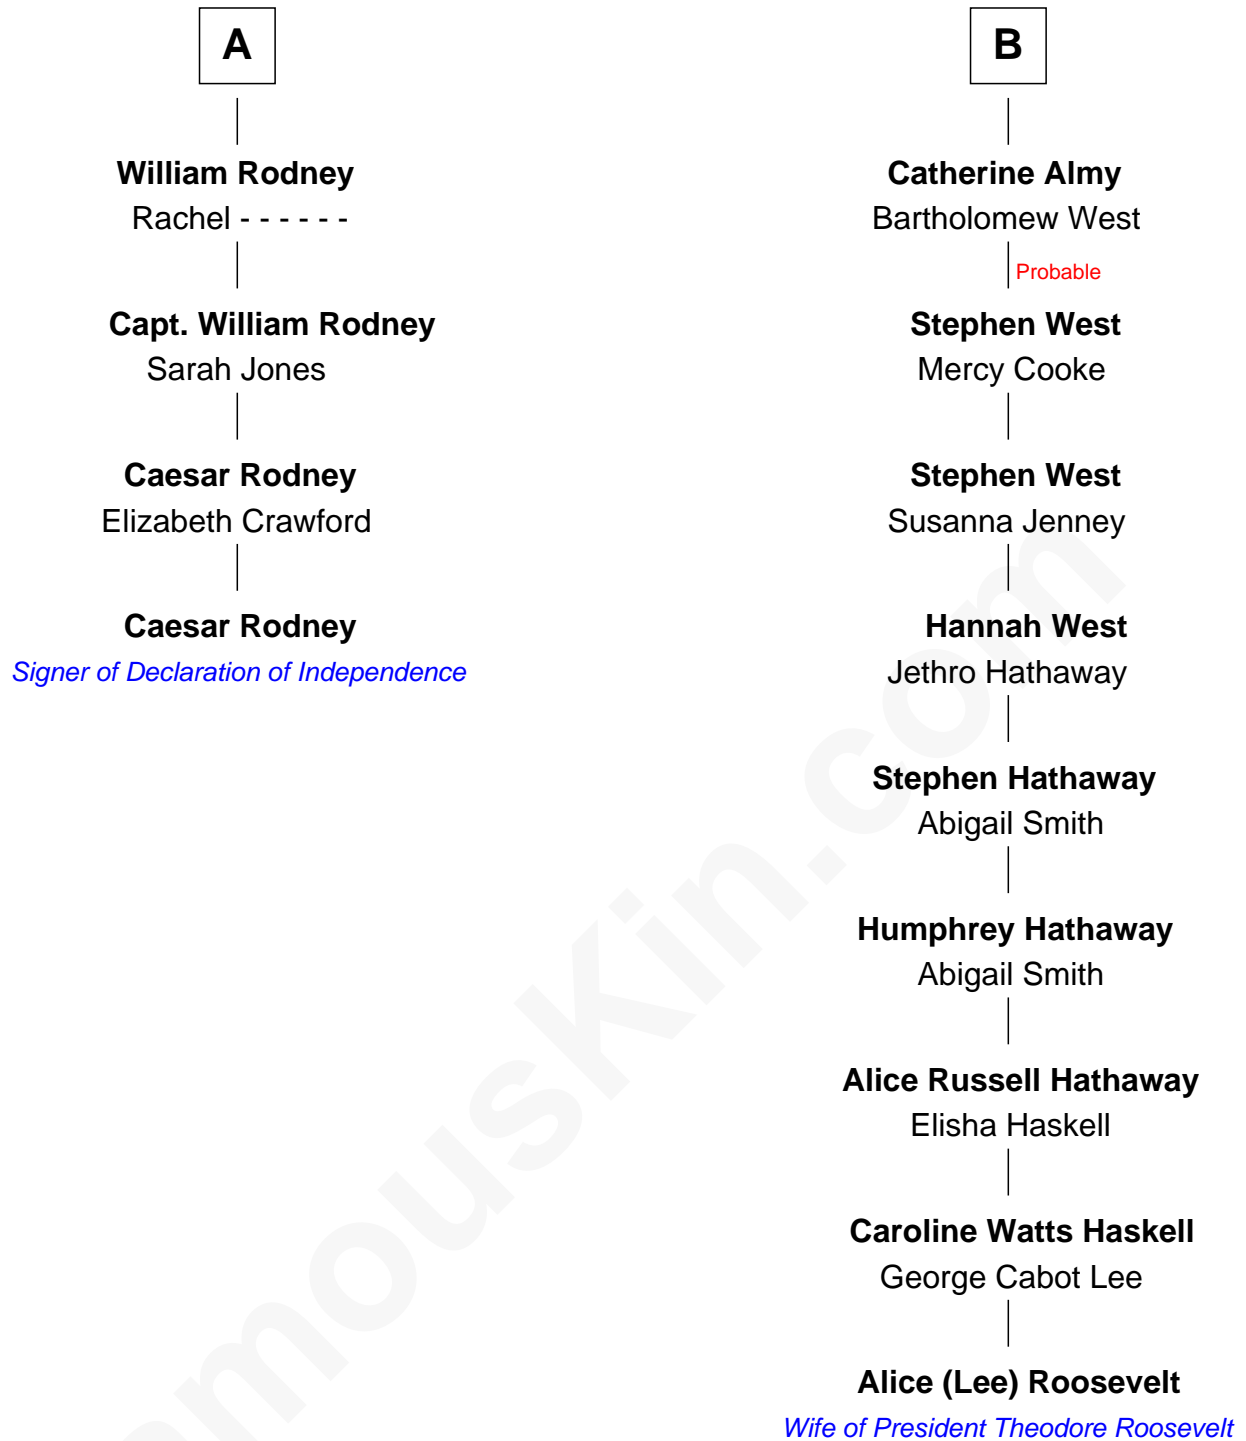 A
William Rodney
Rachel - - - - - -
Capt. William Rodney
Sarah Jones
Caesar Rodney
Elizabeth Crawford
Caesar Rodney
Signer of Declaration of Independence
B
Catherine Almy
Bartholomew West
Probable
Stephen West
Mercy Cooke
Stephen West
Susanna Jenney
Hannah West
Jethro Hathaway
Stephen Hathaway
Abigail Smith
Humphrey Hathaway
Abigail Smith
Alice Russell Hathaway
Elisha Haskell
Caroline Watts Haskell
George Cabot Lee
Alice (Lee) Roosevelt
Wife of President Theodore Roosevelt
amouskin.com